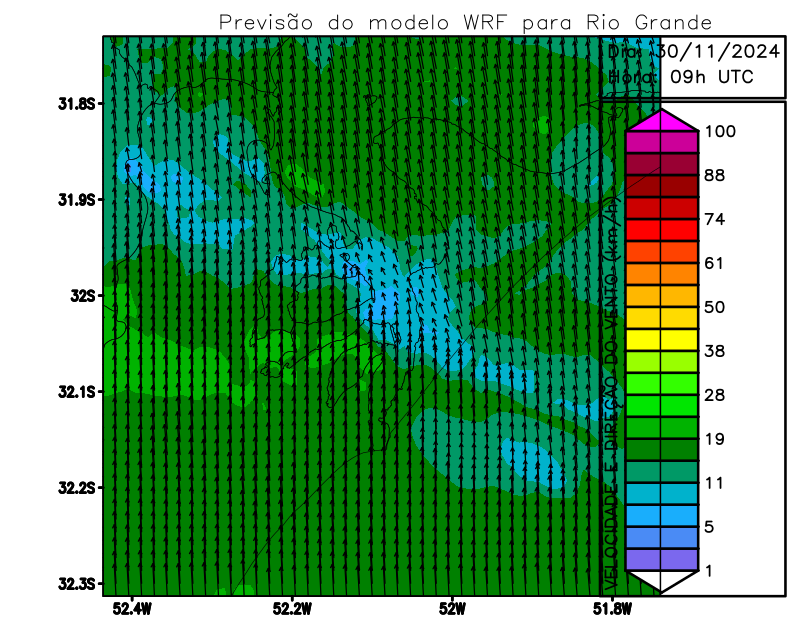 Previsão do modelo WRF para Rio Grande
Dia: 30/11/2024
Hora: 09h UTC
31.8S
31.9S
32S
32.1S
32.2S
32.3S
52.4W
52.2W
52W
51.8W
VELOCIDADE E DIREÇÃO DO VENTO (km/h)
100
88
74
61
50
38
28
19
11
5
1